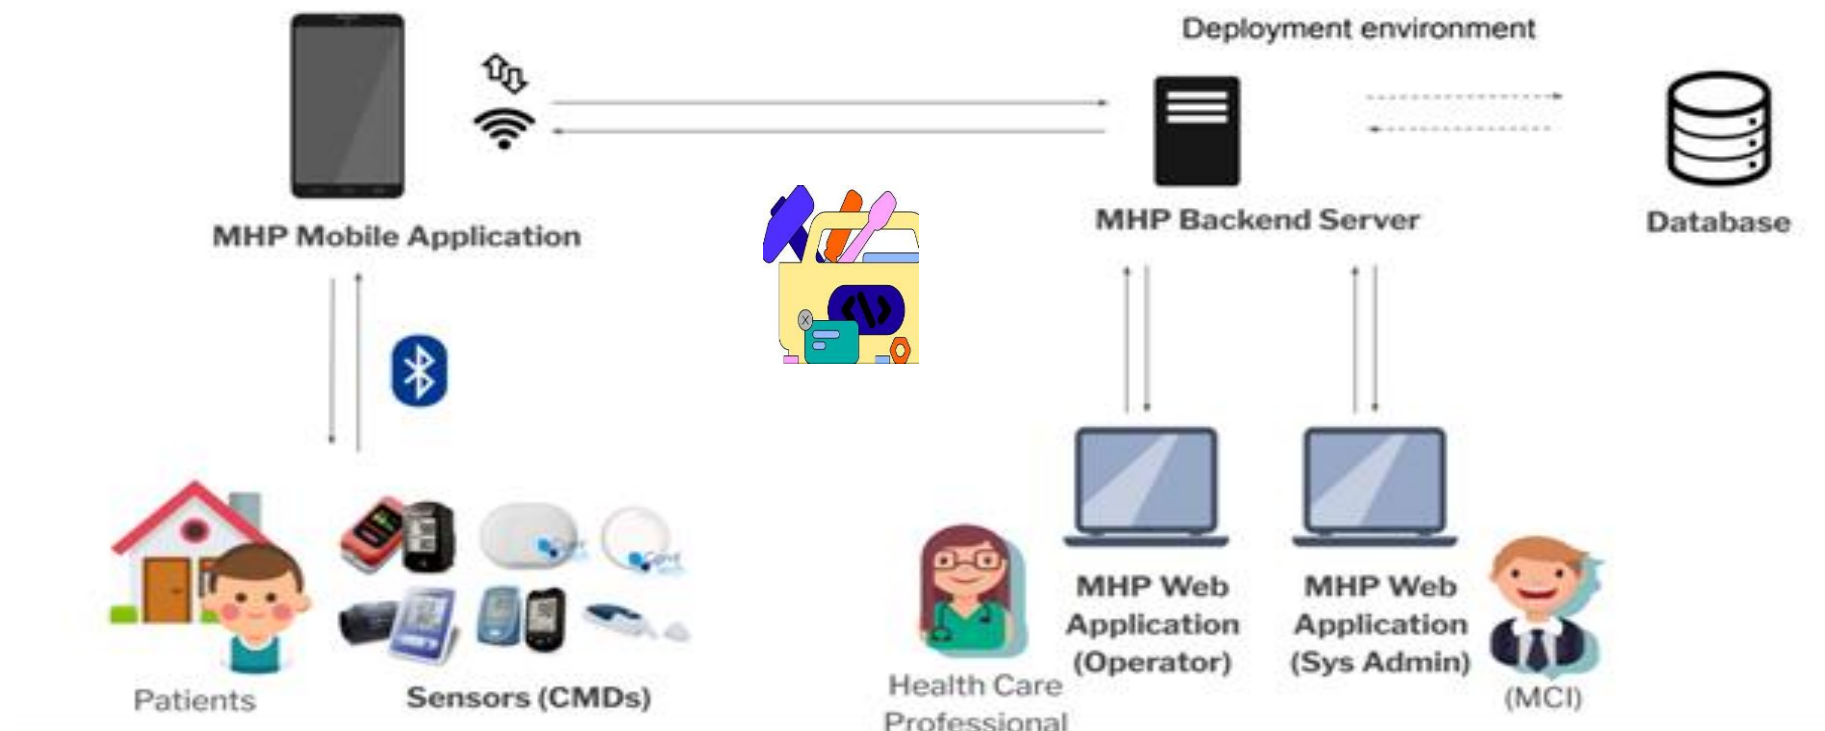 Deployment environment
MHP Mobile Application
MHP Backend Server
Database
X
Patients
Sensors (CMDs)
Health Care
Professional
MHP Web
Application
(Operator)
MHP Web
Application
(Sys Admin)
(MCI)